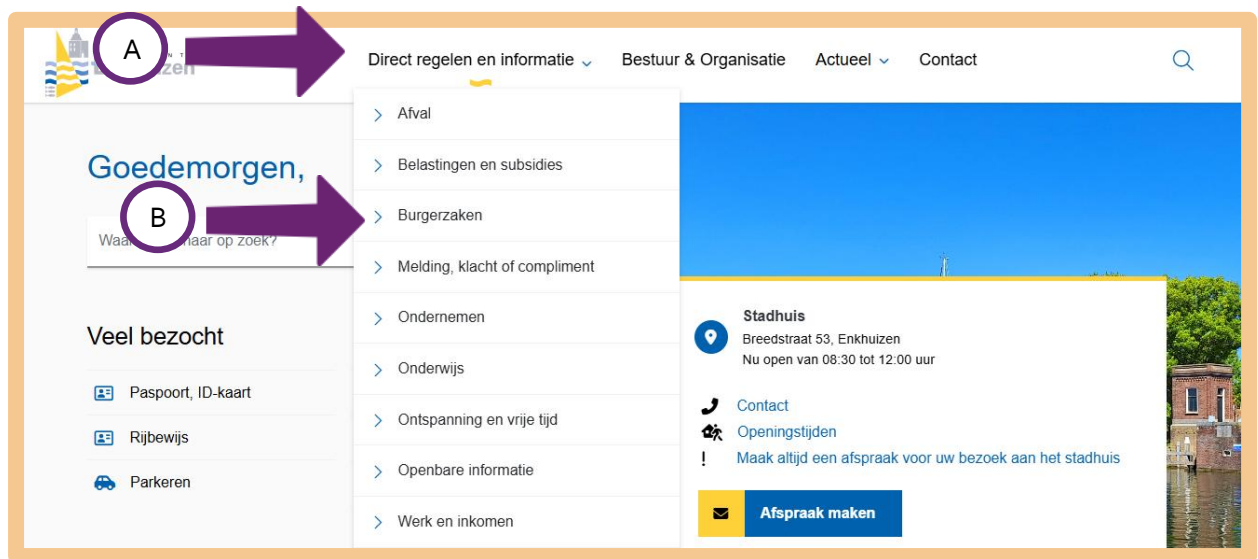 A
Direct regelen en informatie
Bestuur & Organisatie
Actueel
Contact
Afval
Belastingen en subsidies
Burgerzaken
Melding, klacht of compliment
Ondernemen
Onderwijs
Ontspanning en vrije tijd
Openbare informatie
Werk en inkomen
Goedemorgen,
B
naar op zoek?
Veel bezocht
Paspoort, ID-kaart
Rijbewijs
Parkeren
Stadhuis
Breedstraat 53, Enkhuizen
Nu open van 08:30 tot 12:00 uur
Contact
Openingstijden
! Maak altijd een afspraak voor uw bezoek aan het stadhuis
Afspraak maken